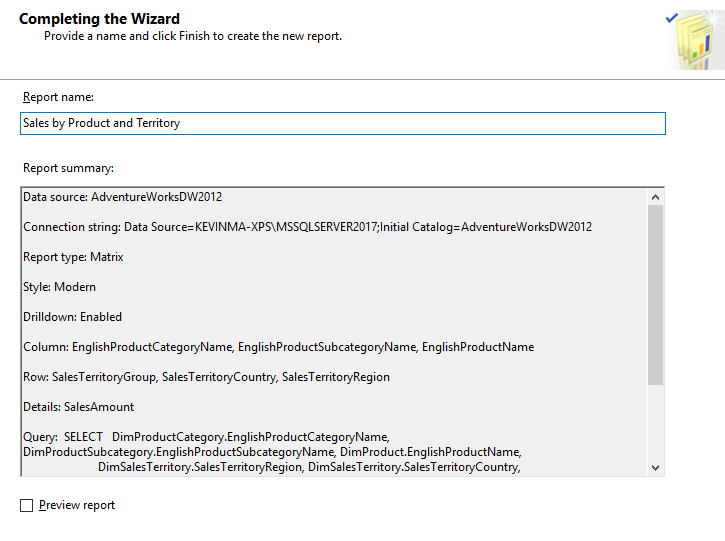 Completing the Wizard
Provide a name and click Finish to create the new report.
Report name:
Sales by Product and Territory
Report summary:
Data source: AdventureWorksDW2012
Connection string: Data Source=KEVINMA-XPS\MSSQLSERVER2017;Initial Catalog=AdventureWorksDW2012
Report type: Matrix
Style: Modern
Drilldown: Enabled
Column: EnglishProductCategoryName, EnglishProductSubcategoryName, EnglishProductName
Row: SalesTerritoryGroup, SalesTerritoryCountry, SalesTerritoryRegion
Details: SalesAmount
Query:  SELECT   DimProductCategory.EnglishProductCategoryName,
DimProductSubcategory.EnglishProductSubcategoryName, DimProduct.EnglishProductName,
DimSalesTerritory.SalesTerritoryRegion, DimSalesTerritory.SalesTerritoryCountry,
Preview report